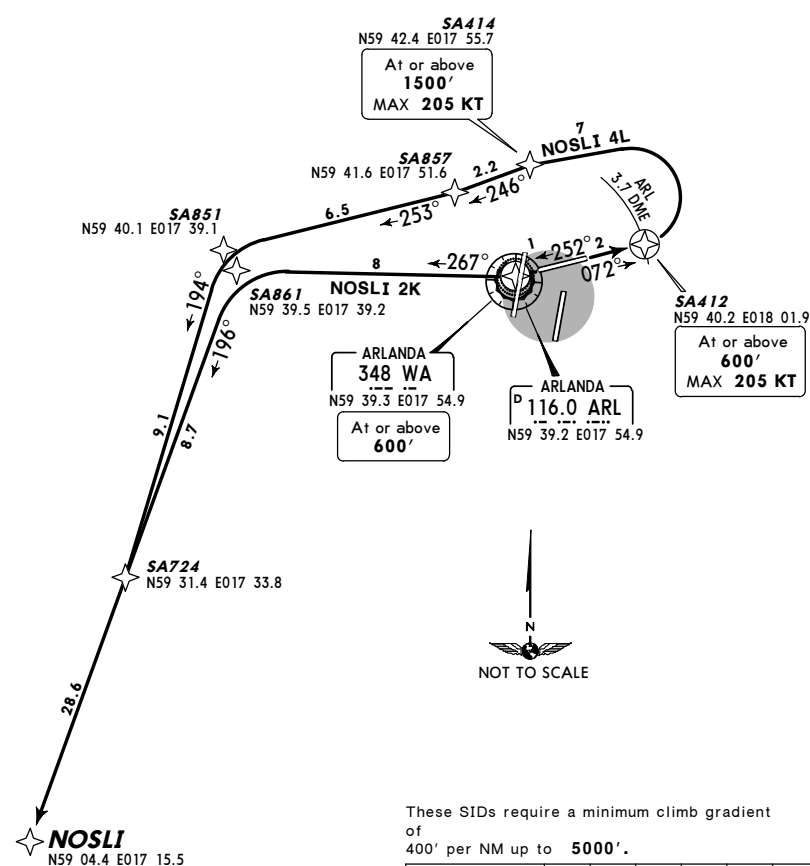 SA414
N59 42.4 E017 55.7
At or above
1500'
MAX 205 KT
7
NOSLI 4L
SA857
N59 41.6 E017 51.6
2.2
246°
ARL
3.7 DME
6.5
253°
SA851
N59 40.1 E017 39.1
194°
267°
8
NOSLI 2K
1
252°
2
072°
SA861
N59 39.5 E017 39.2
196°
SA412
N59 40.2 E018 01.9
At or above
600'
MAX 205 KT
ARLANDA
348 WA
N59 39.3 E017 54.9
At or above
600'
ARLANDA
D 116.0 ARL
N59 39.2 E017 54.9
9.1
8.7
SA724
N59 31.4 E017 33.8
N
NOT TO SCALE
28.6
NOSLI
N59 04.4 E017 15.5
These SIDs require a minimum climb gradient
of
400' per NM up to 5000'.